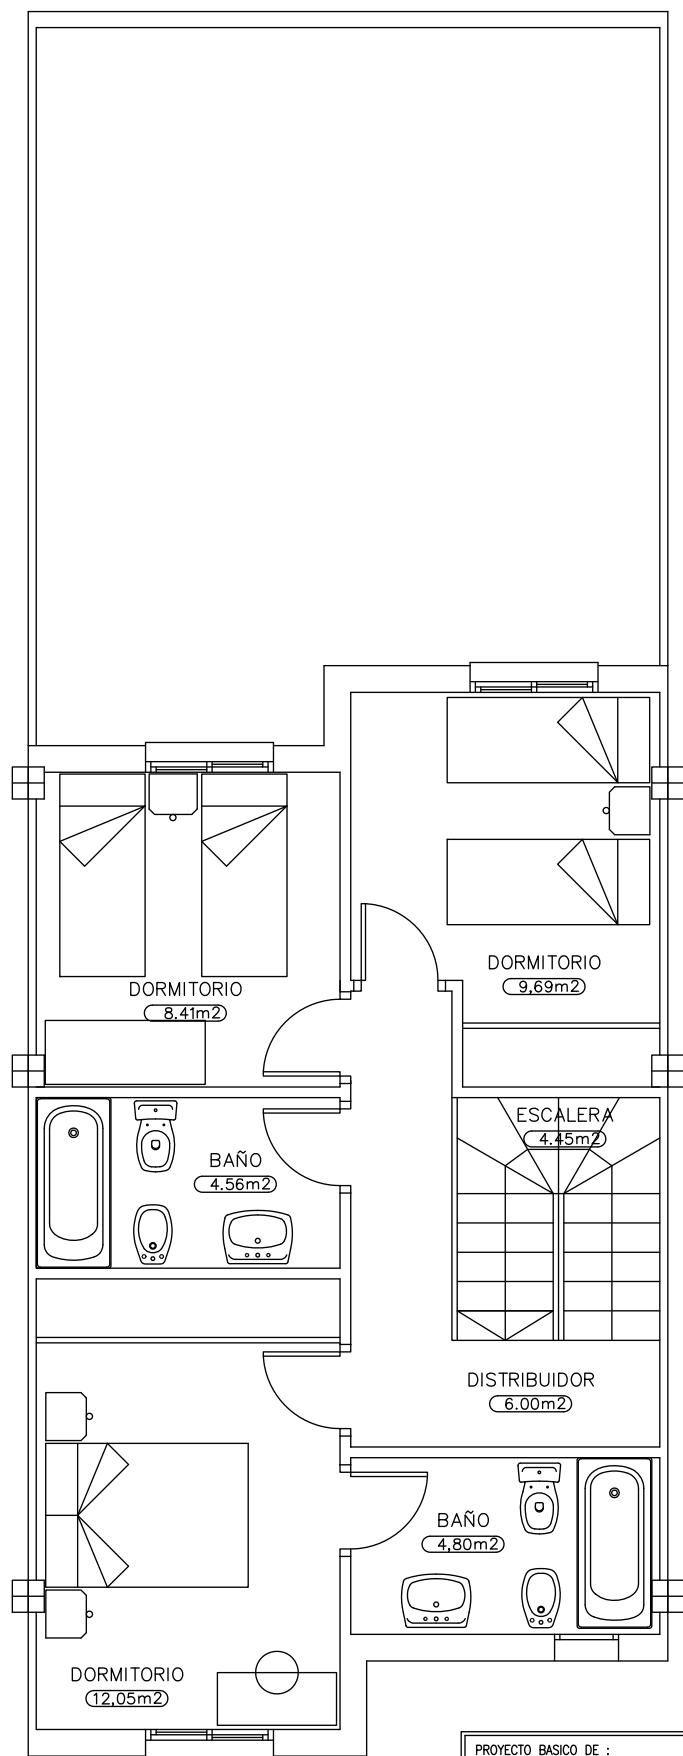 DORMITORIO
9,69m2
DORMITORIO
8.41m2
ESCALERA
4.45m2
BAÑO
4.56m2
DISTRIBUIDOR
6.00m2
BAÑO
4,80m2
DORMITORIO
12,05m2
PROYECTO BASICO DE :